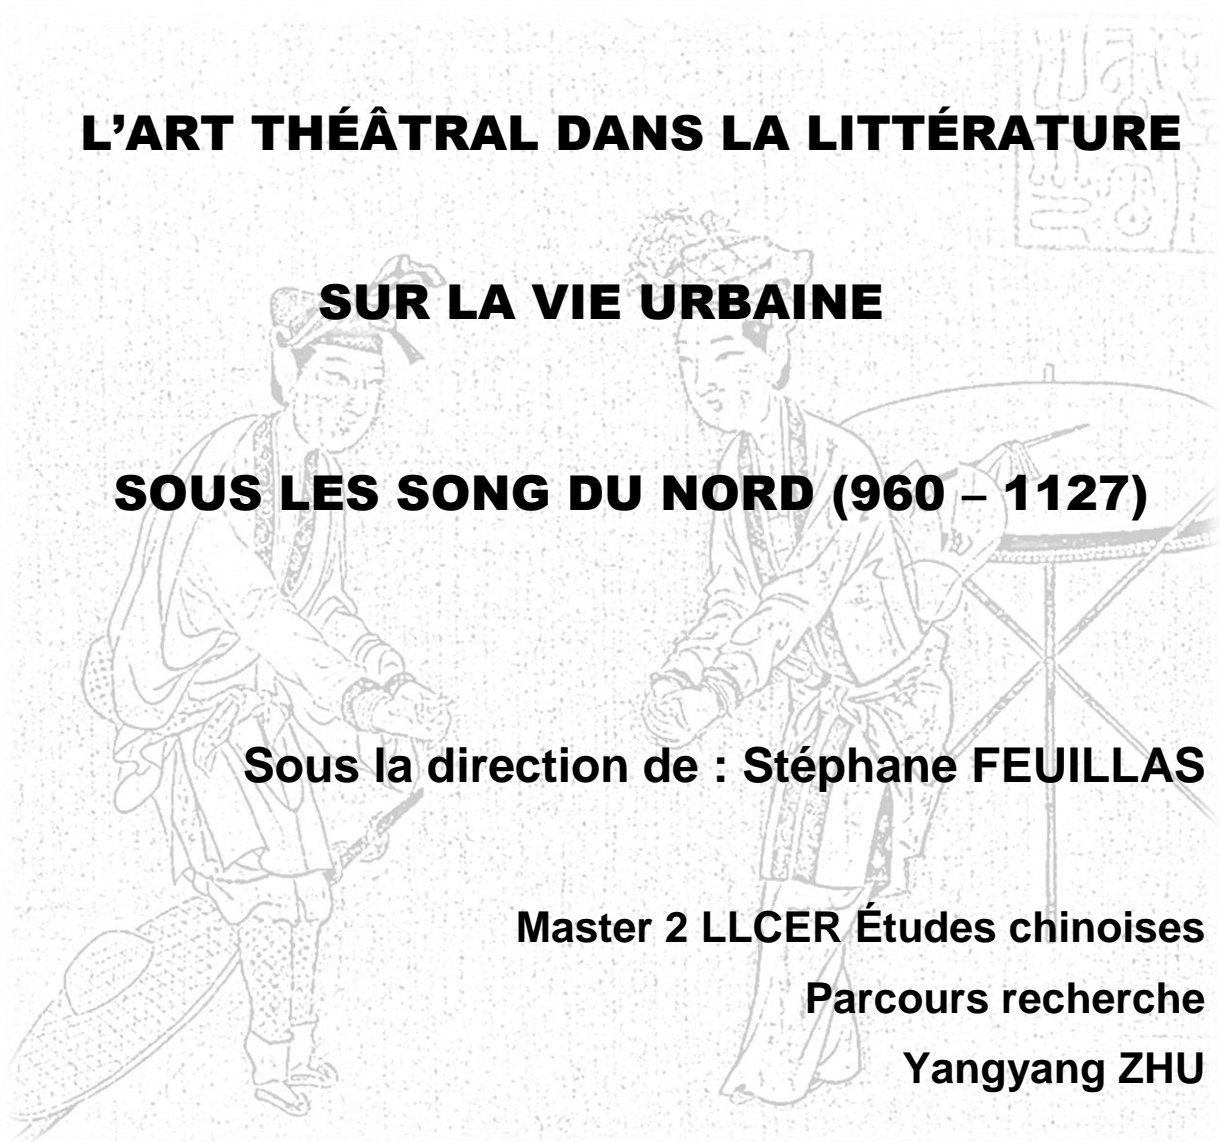 L’ART THÉÂTRAL DANS LA LITTÉRATURE
SUR LA VIE URBAINE
SOUS LES SONG DU NORD (960 – 1127)
Sous la direction de : Stéphane FEUILLAS
Master 2 LLCER Études chinoises
Parcours recherche
Yangyang ZHU